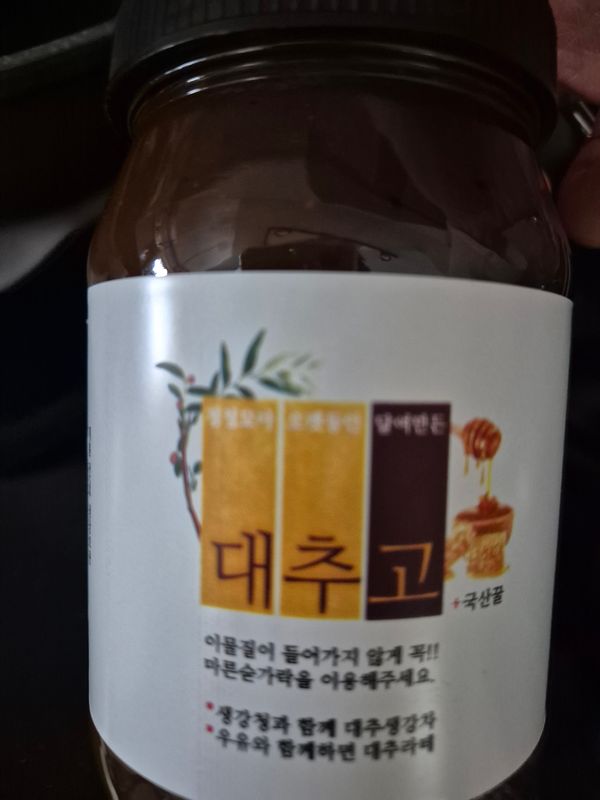 정성모아 오랫동안 달여만든
대추고
+국산꿀
이물질이 들어가지 않게 꼭!!
마른숟가락을 이용해주세요.
*생강청과 함께 대추생강차
*우유와 함께하면 대추라떼